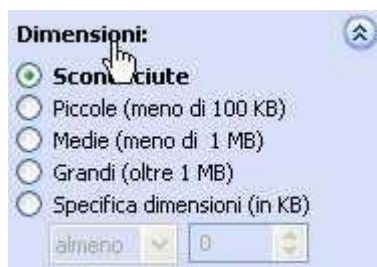 Dimensioni:
Sconosciute
Piccole (meno di 100 KB)
Medie (meno di 1 MB)
Grandi (oltre 1 MB)
Specifica dimensioni (in KB)
almeno 0